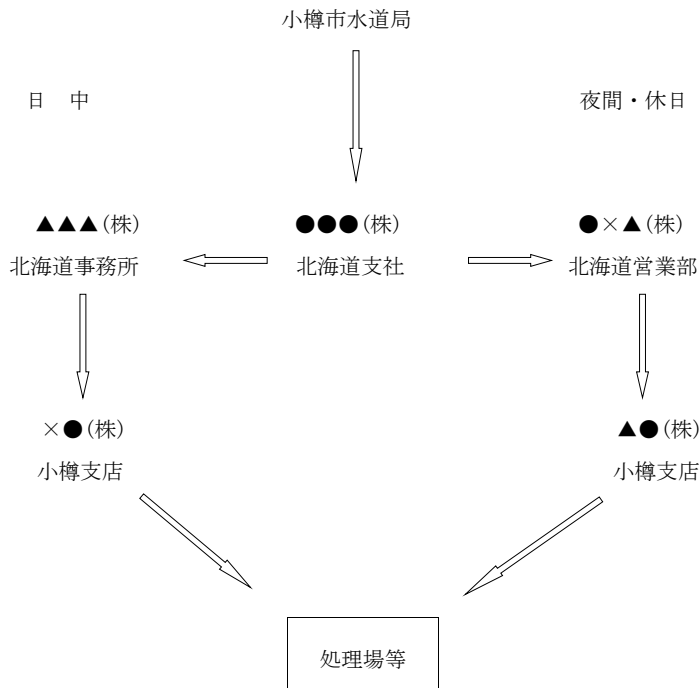 小樽市水道局
日　中
夜間・休日
▲▲▲(株)
北海道事務所
●●●(株)
北海道支社
●×▲(株)
北海道営業部
×●(株)
小樽支店
▲●(株)
小樽支店
処理場等